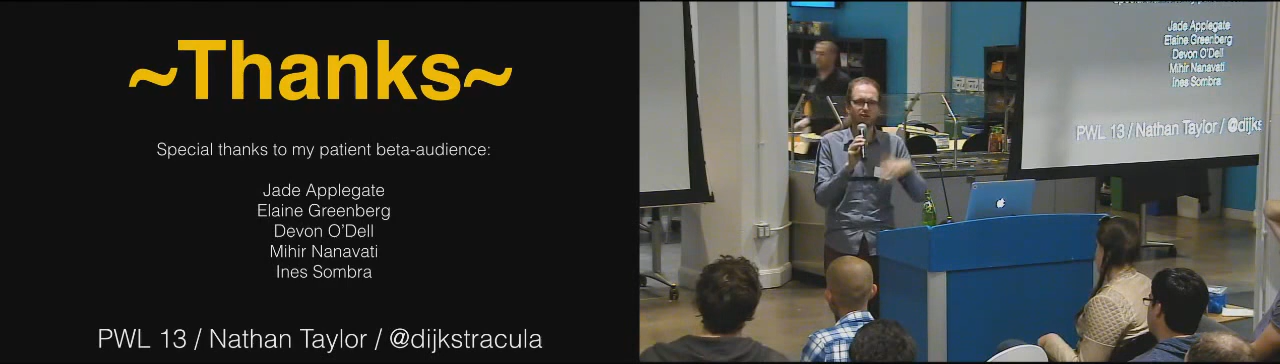 ~Thanks~
Special thanks to my patient beta-audience:
Jade Applegate
Elaine Greenberg
Devon O'Dell
Mihir Nanavati
Ines Sombra
PWL 13 / Nathan Taylor / @dijkstracula
Jade Applegate
Elaine Greenberg
Devon O'Dell
Mihir Nanavati
Ines Sombra
PWL 13 / Nathan Taylor / @dijks